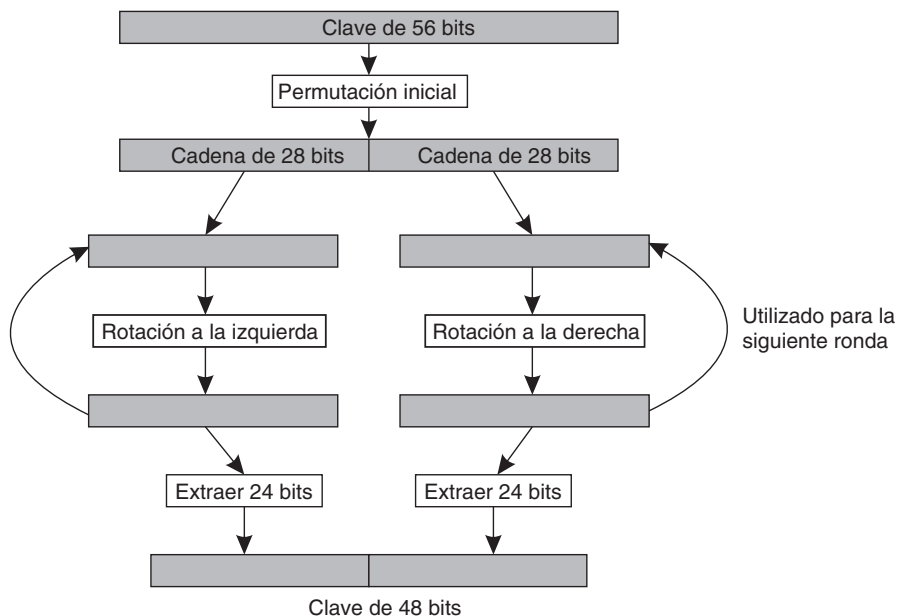 Clave de 56 bits
Permutación inicial
Cadena de 28 bits
Cadena de 28 bits
Rotación a la izquierda
Rotación a la derecha
Utilizado para la
siguiente ronda
Extraer 24 bits
Extraer 24 bits
Clave de 48 bits